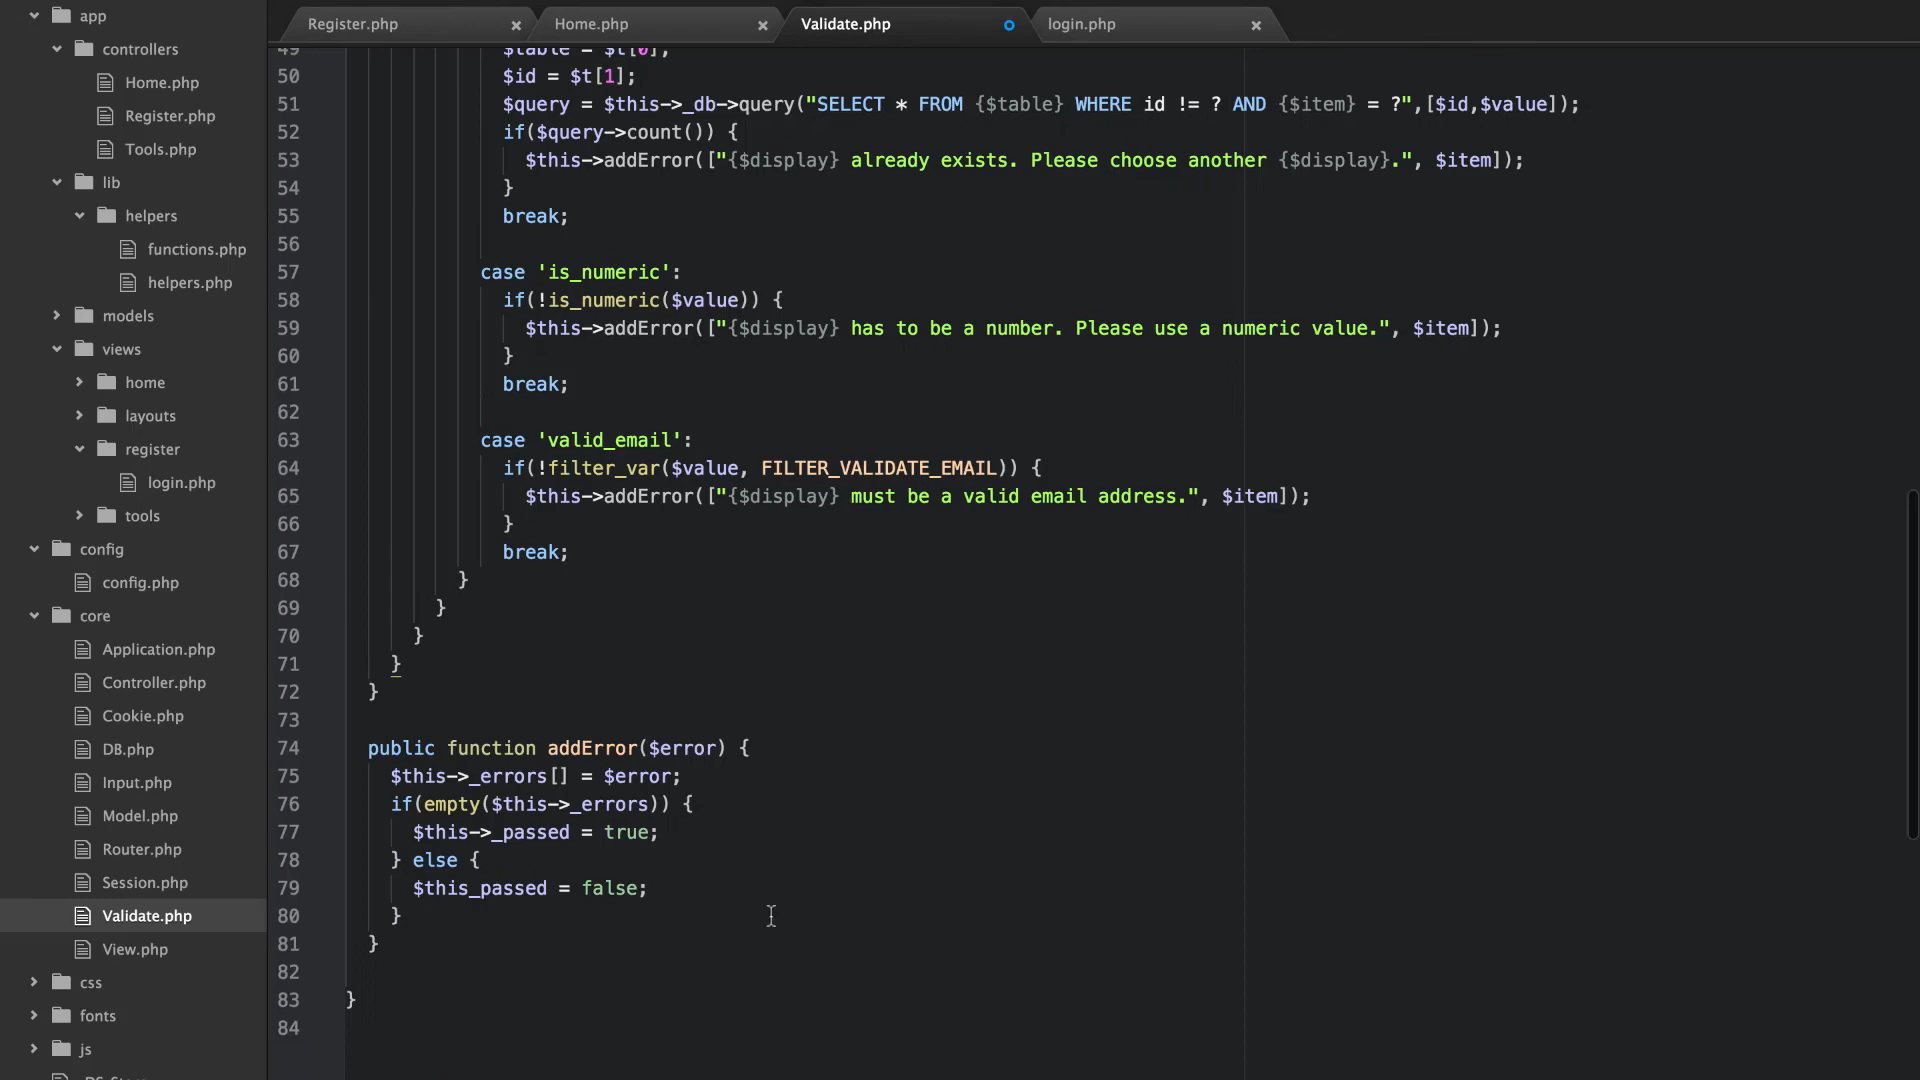 app
controllers
Home.php
Register.php
Tools.php
lib
helpers
functions.php
helpers.php
models
views
home
layouts
register
login.php
tools
config
config.php
core
Application.php
Controller.php
Cookie.php
DB.php
Input.php
Model.php
Router.php
Session.php
Validate.php
View.php
css
fonts
js
Register.php × Home.php × Validate.php login.php ×
49 $table = $t[0];
50 $id = $t[1];
51 $query = $this->_db->query("SELECT * FROM {$table} WHERE id != ? AND {$item} = ?",[$id,$value]);
52 if($query->count()) {
53 $this->addError(["{$display} already exists. Please choose another {$display}.", $item]);
54 }
55 break;
56
57 case 'is_numeric':
58 if(!is_numeric($value)) {
59 $this->addError(["{$display} has to be a number. Please use a numeric value.", $item]);
60 }
61 break;
62
63 case 'valid_email':
64 if(!filter_var($value, FILTER_VALIDATE_EMAIL)) {
65 $this->addError(["{$display} must be a valid email address.", $item]);
66 }
67 break;
68 }
69 }
70 }
71 }
72 }
73
74 public function addError($error) {
75 $this->_errors[] = $error;
76 if(empty($this->_errors)) {
77 $this->_passed = true;
78 } else {
79 $this_passed = false;
80 }
81 }
82
83 }
84